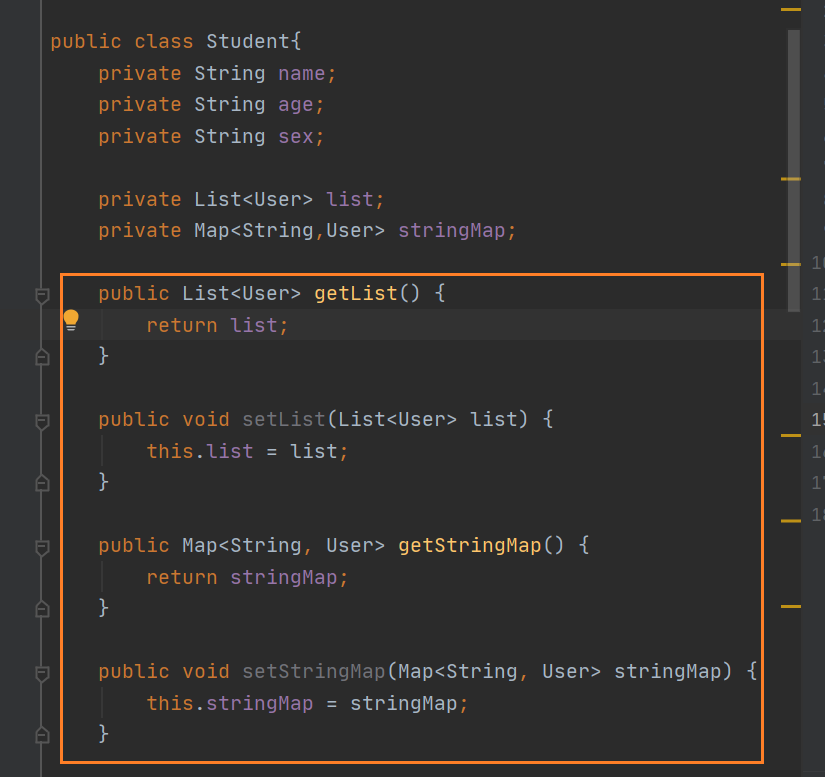 public class Student{
    private String name;
    private String age;
    private String sex;

    private List<User> list;
    private Map<String,User> stringMap;

    public List<User> getList() {
        return list;
    }

    public void setList(List<User> list) {
        this.list = list;
    }

    public Map<String, User> getStringMap() {
        return stringMap;
    }

    public void setStringMap(Map<String, User> stringMap) {
        this.stringMap = stringMap;
    }